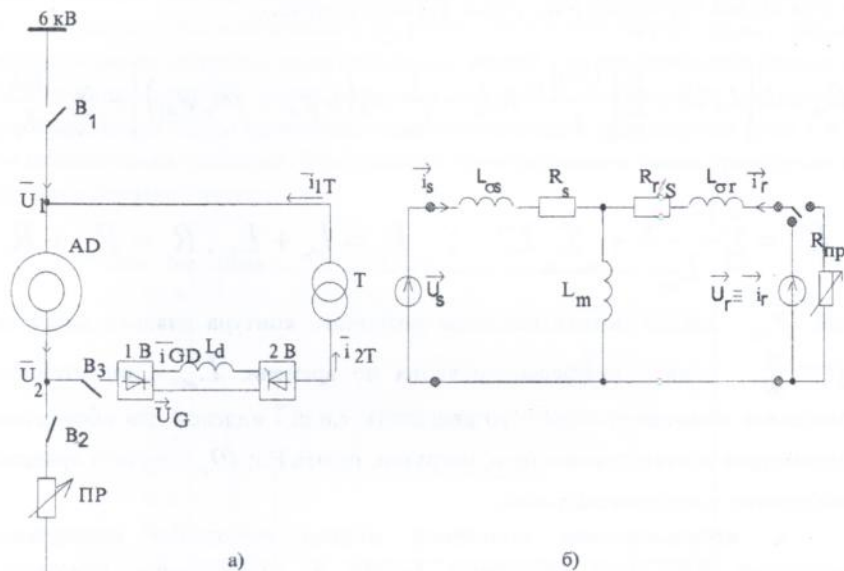 6 кВ
B1
i1T
U1
AD
T
B3
1 B
iGD
Ld
2 B
i2T
U2
UG
B2
ПР
а)
is
Lσs
Rs
Rr/S
Lσr
ir
Us
Lm
Ur ≡ ir
Rпр
б)